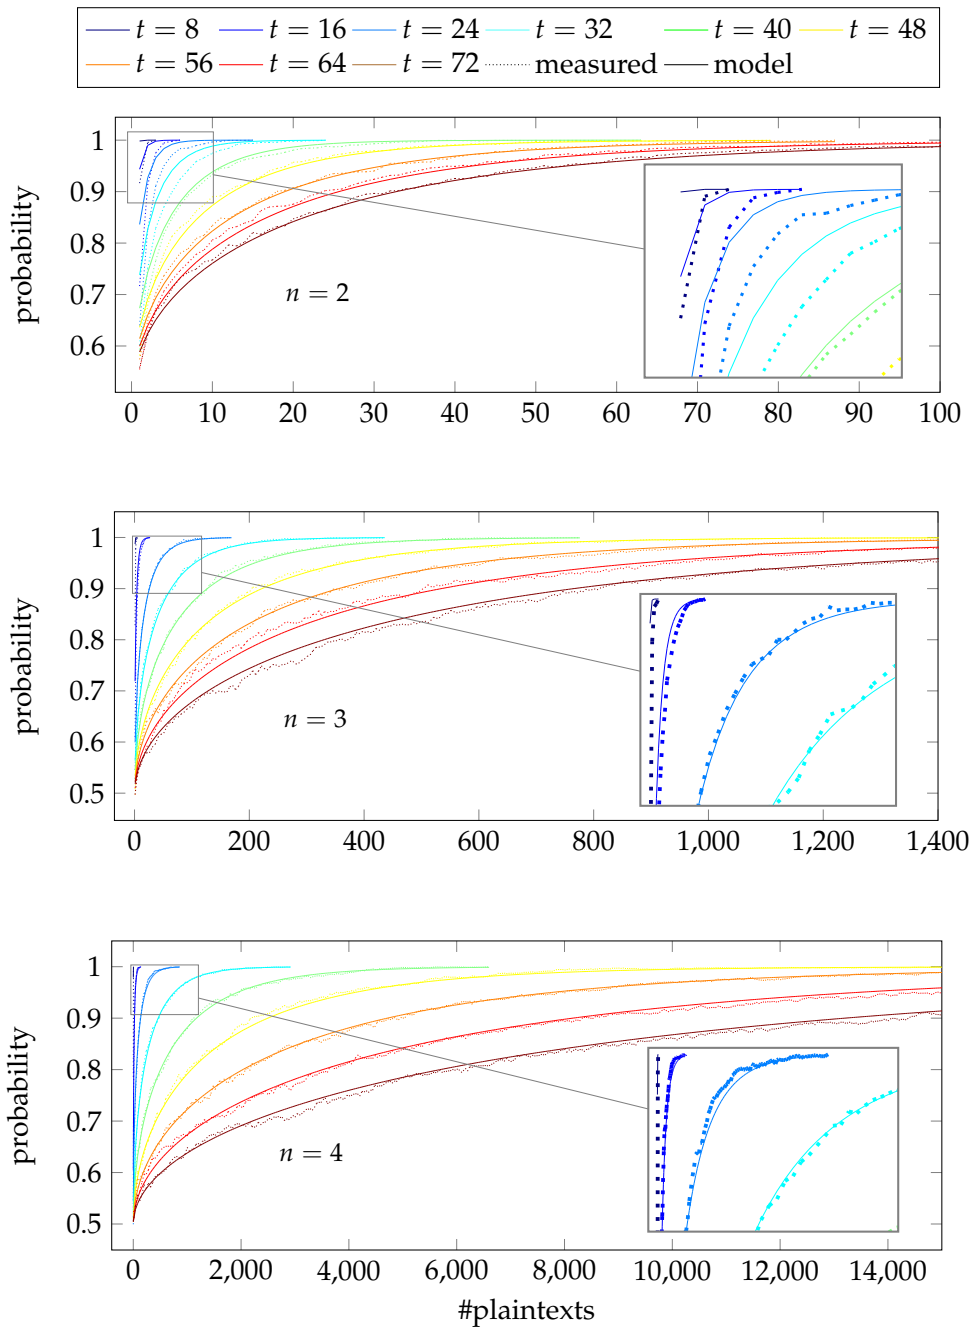 t = 8 t = 16 t = 24 t = 32 t = 40 t = 48
t = 56 t = 64 t = 72 measured model
1
0.9
0.8
0.7
0.6
probability
n = 2
0 10 20 30 40 50 60 70 80 90 100
1
0.9
0.8
0.7
0.6
0.5
probability
n = 3
0 200 400 600 800 1,000 1,200 1,400
1
0.9
0.8
0.7
0.6
0.5
probability
n = 4
0 2,000 4,000 6,000 8,000 10,000 12,000 14,000
#plaintexts